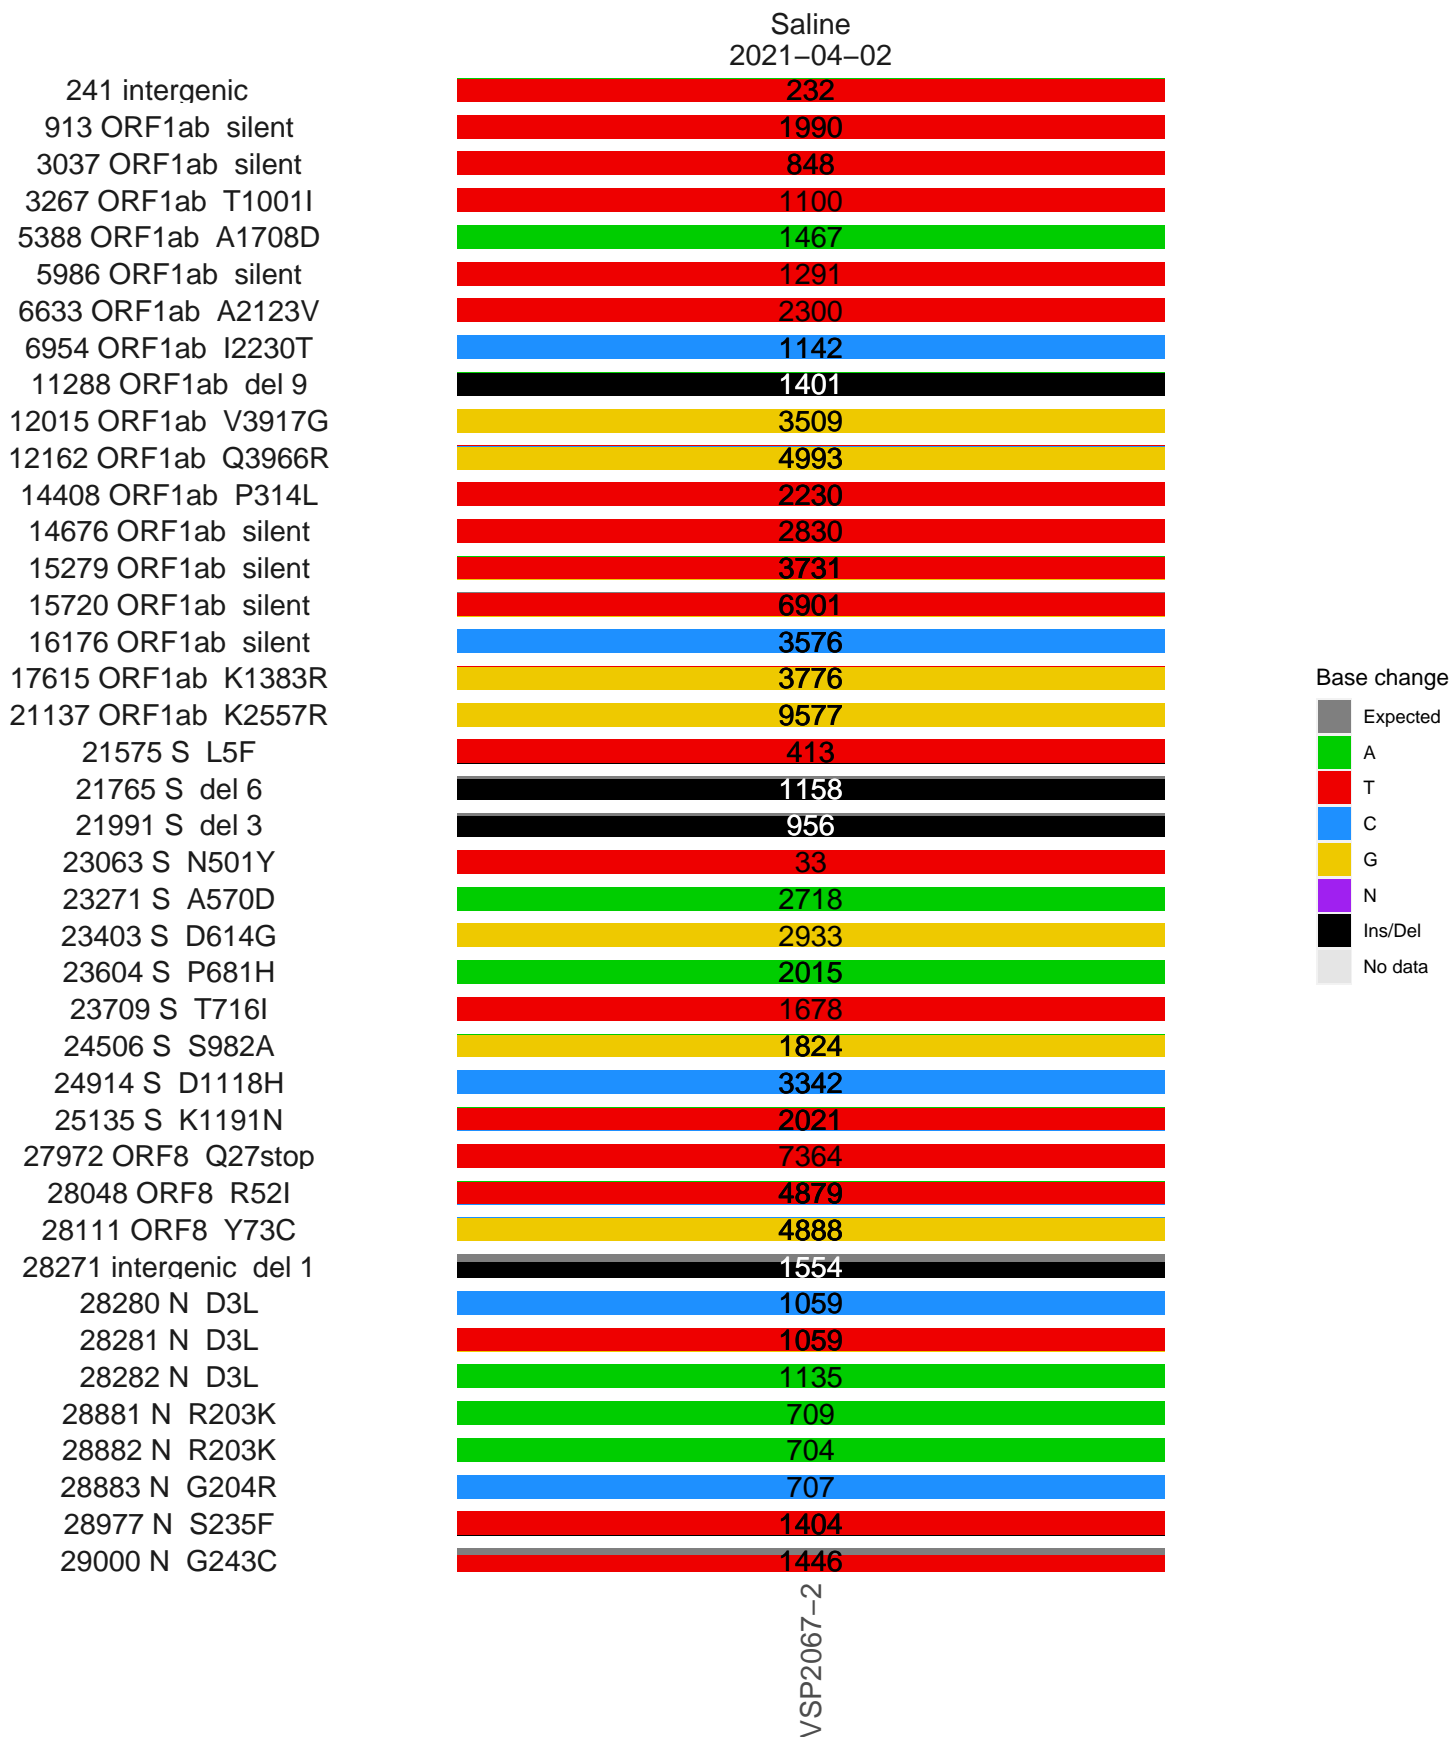 Saline
2021−04−02
241 intergenic 232
913 ORF1ab silent 1990
3037 ORF1ab silent 848
3267 ORF1ab T1001I 1100
5388 ORF1ab A1708D 1467
5986 ORF1ab silent 1291
6633 ORF1ab A2123V 2300
6954 ORF1ab I2230T 1142
11288 ORF1ab del 9 1401
12015 ORF1ab V3917G 3509
12162 ORF1ab Q3966R 4993
14408 ORF1ab P314L 2230
14676 ORF1ab silent 2830
15279 ORF1ab silent 3731
15720 ORF1ab silent 6901
16176 ORF1ab silent 3576
17615 ORF1ab K1383R 3776
21137 ORF1ab K2557R 9577
21575 S L5F 413
21765 S del 6 1158
21991 S del 3 956
23063 S N501Y 33
23271 S A570D 2718
23403 S D614G 2933
23604 S P681H 2015
23709 S T716I 1678
24506 S S982A 1824
24914 S D1118H 3342
25135 S K1191N 2021
27972 ORF8 Q27stop 7364
28048 ORF8 R52I 4879
28111 ORF8 Y73C 4888
28271 intergenic del 1 1554
28280 N D3L 1059
28281 N D3L 1059
28282 N D3L 1135
28881 N R203K 709
28882 N R203K 704
28883 N G204R 707
28977 N S235F 1404
29000 N G243C 1446
VSP2067−2
Base change
Expected
A
T
C
G
N
Ins/Del
No data